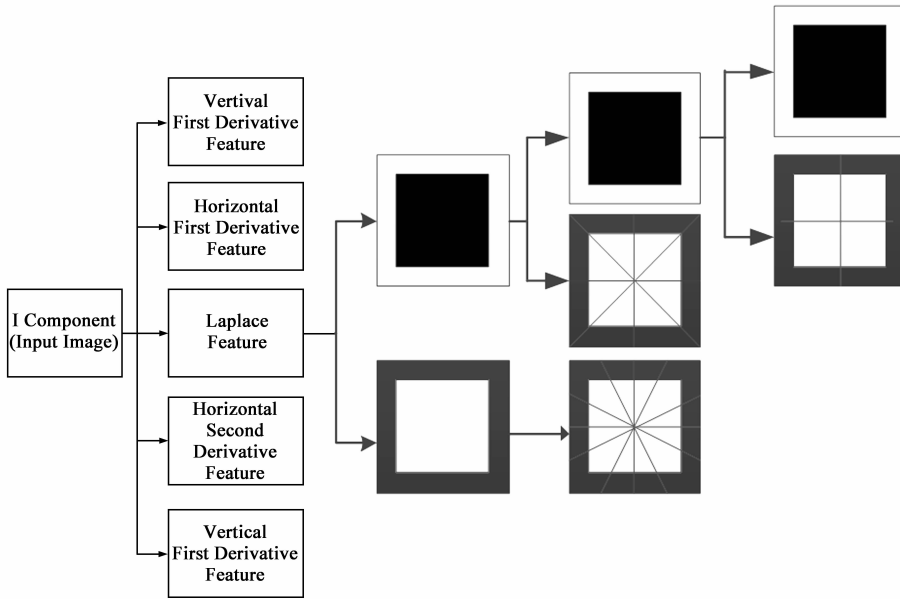 Vertival
First Derivative
Feature
Horizontal
First Derivative
Feature
I Component
(Input Image)
Laplace
Feature
Horizontal
Second
Derivative
Feature
Vertical
First Derivative
Feature